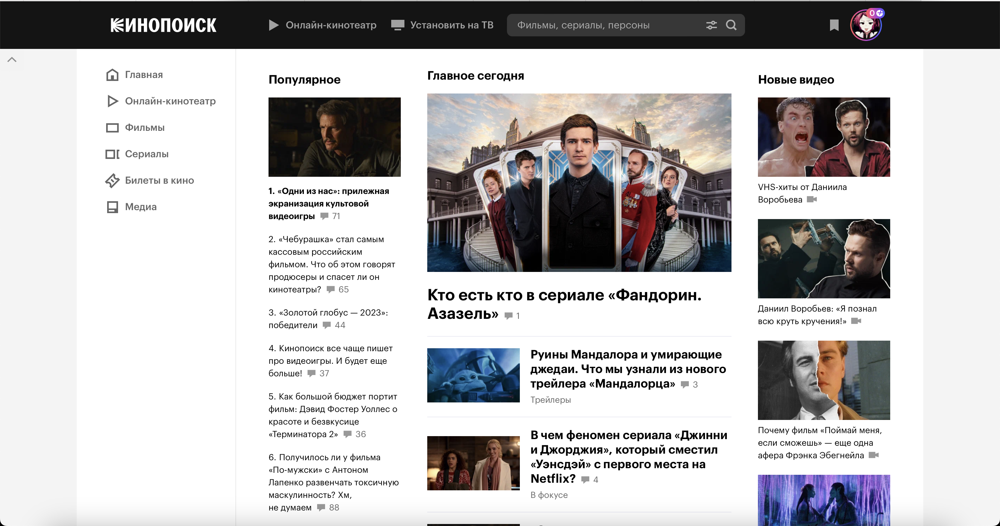 КИНОПОИСК
Онлайн-кинотеатр
Установить на ТВ
Фильмы, сериалы, персоны
0
Главная
Онлайн-кинотеатр
Фильмы
Сериалы
Билеты в кино
Медиа
Популярное
1. «Одни из нас»: прилежная
экранизация культовой
видеоигры 71
2. «Чебурашка» стал самым
кассовым российским
фильмом. Что об этом говорят
продюсеры и спасет ли он
кинотеатры? 65
3. «Золотой глобус — 2023»:
победители 44
4. Кинопоиск все чаще пишет
про видеоигры. И будет еще
больше! 37
5. Как большой бюджет портит
фильм: Дэвид Фостер Уоллес о
красоте и безвкусице
«Терминатора 2» 36
6. Получилось ли у фильма
«По-мужски» с Антоном
Лапенко развенчать токсичную
маскулинность? Хм,
не думаем 88
Главное сегодня
Кто есть кто в сериале «Фандорин.
Азазель» 1
Руины Мандалора и умирающие
джедаи. Что мы узнали из нового
трейлера «Мандалорца» 3
Трейлеры
В чем феномен сериала «Джинни
и Джорджия», который сместил
«Уэнсдэй» с первого места на
Netflix? 4
В фокусе
Новые видео
VHS-хиты от Даниила
Воробьева
Даниил Воробьев: «Я познал
всю круть кручения!»
Почему фильм «Поймай меня,
если сможешь» — еще одна
афера Фрэнка Эбегнейла